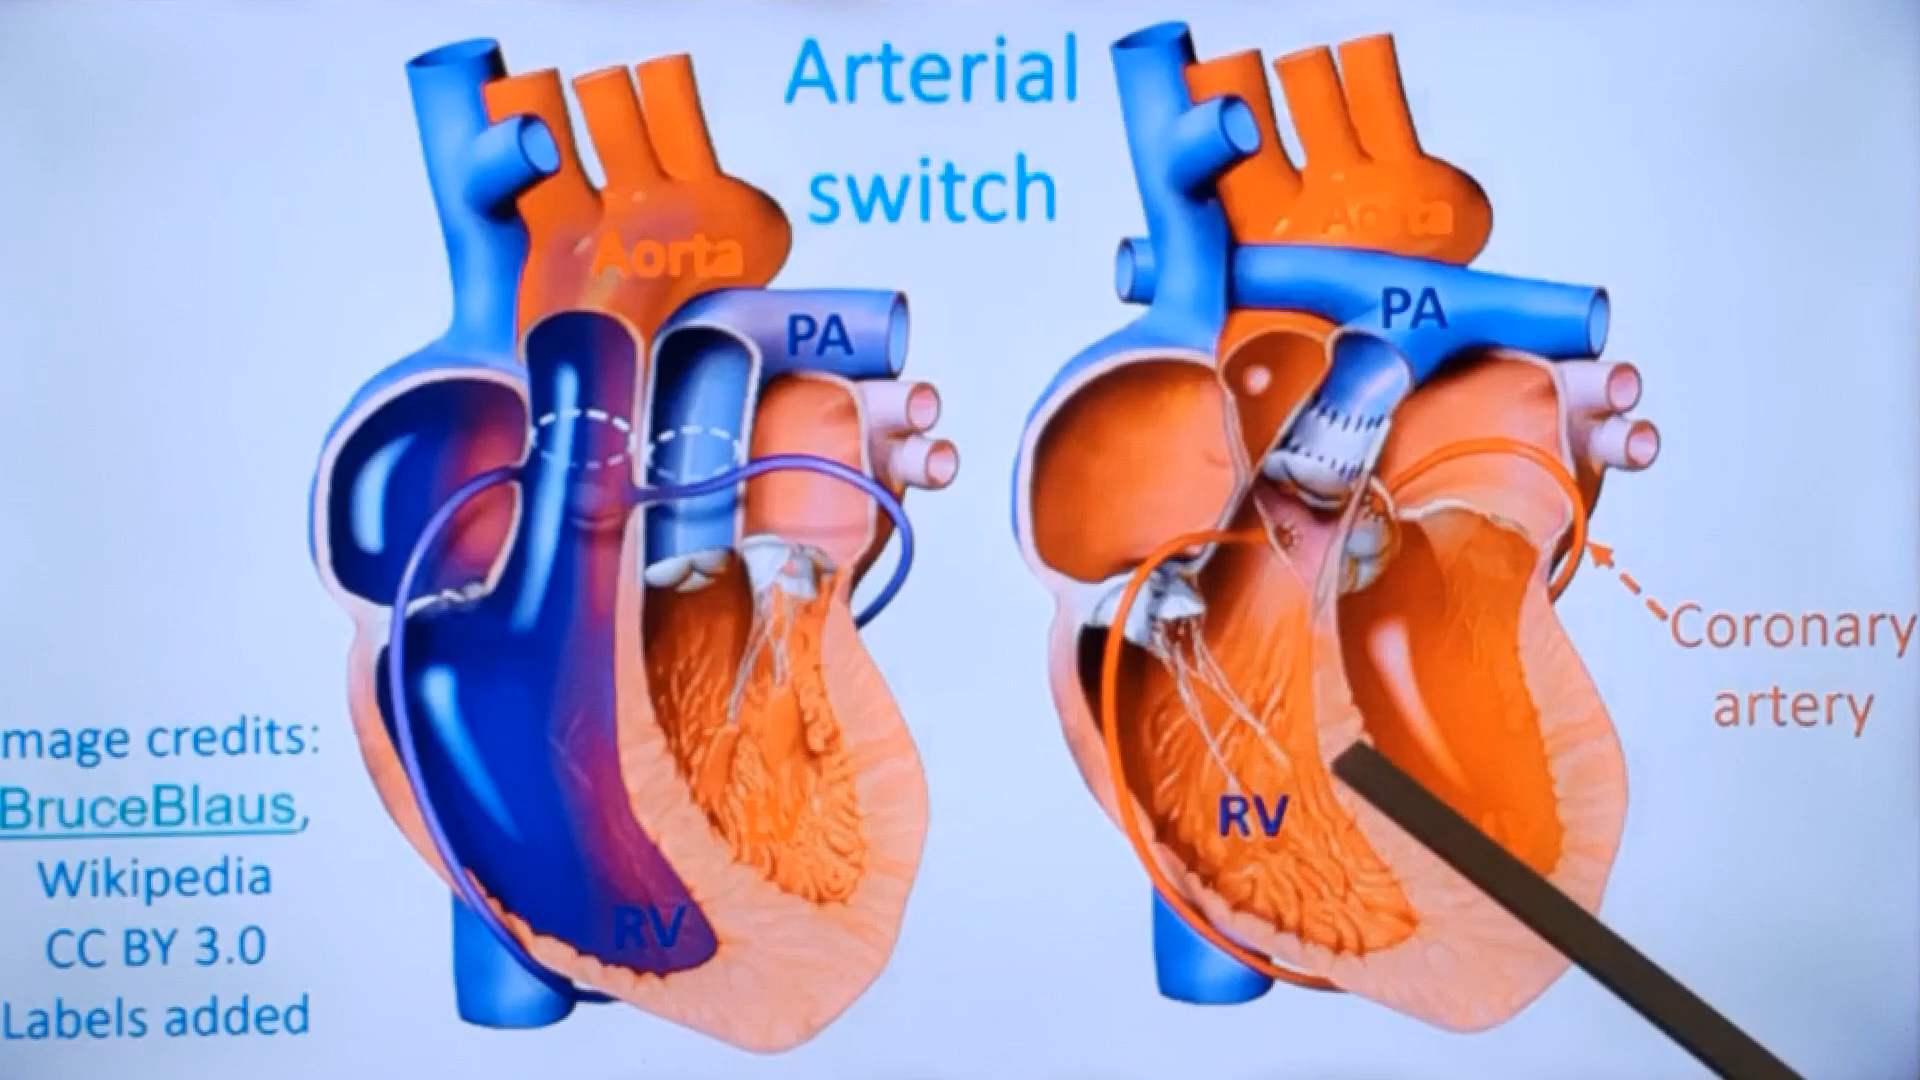 Arterial
switch
Aorta
PA
LV
RV
Aorta
PA
RV
Coronary
artery
mage credits:
BruceBlaus,
Wikipedia
CC BY 3.0
Labels added